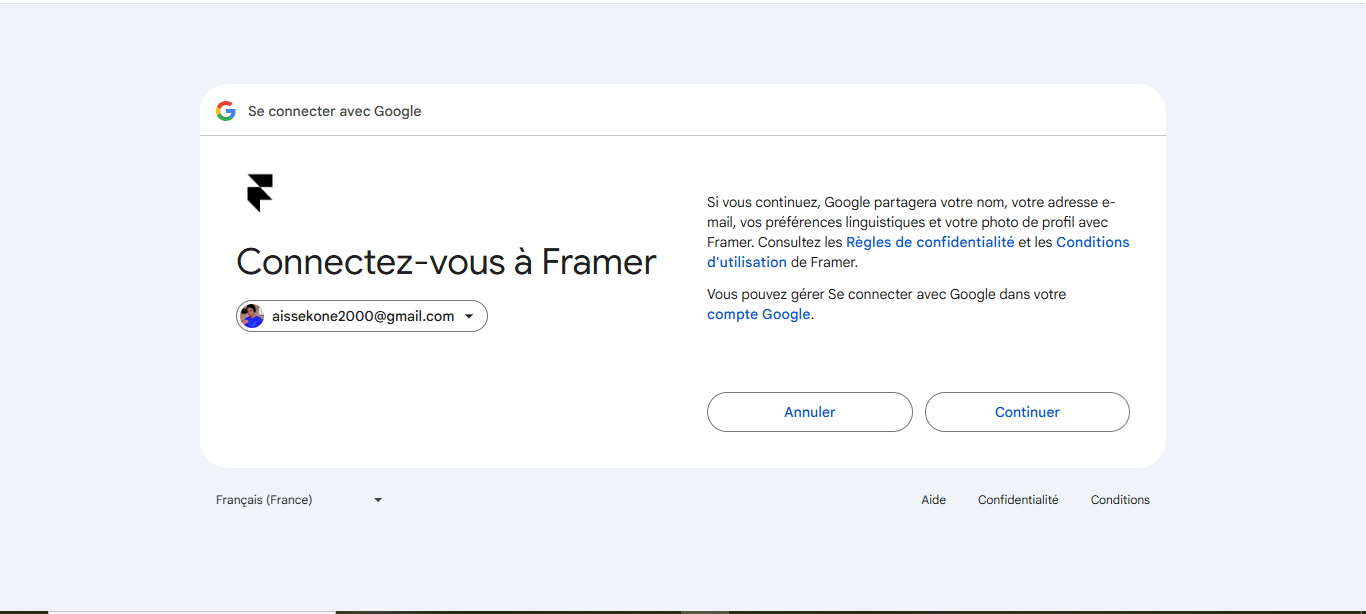 Se connecter avec Google
Connectez-vous à Framer
aissekone2000@gmail.com
Si vous continuez, Google partagera votre nom, votre adresse e-
mail, vos préférences linguistiques et votre photo de profil avec
Framer. Consultez les Règles de confidentialité et les Conditions
d'utilisation de Framer.
Vous pouvez gérer Se connecter avec Google dans votre
compte Google.
Annuler
Continuer
Français (France)
Aide
Confidentialité
Conditions